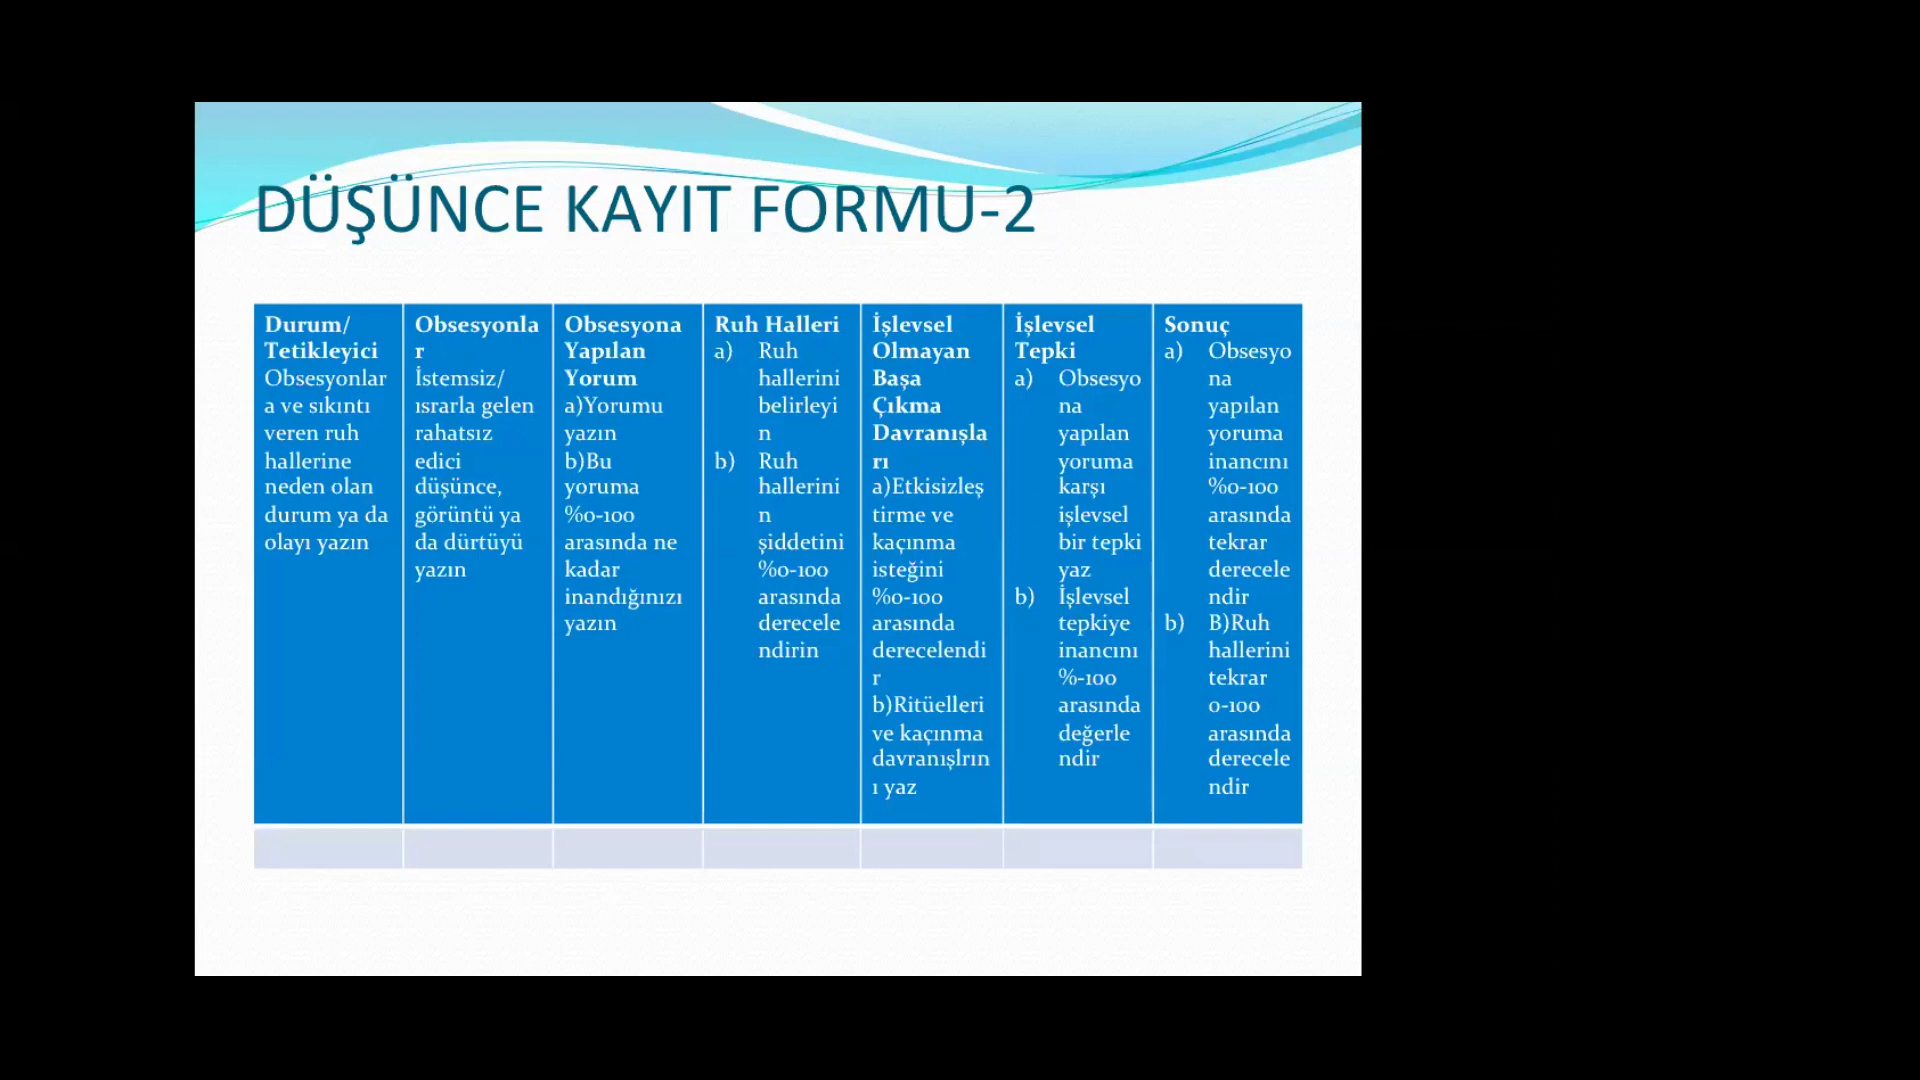 DÜŞÜNCE KAYIT FORMU-2
Durum/
Tetikleyici
Obsesyonlar
a ve sıkıntı
veren ruh
hallerine
neden olan
durum ya da
olayı yazın
Obsesyonla
r
İstemsiz/
ısrarla gelen
rahatsız
edici
düşünce,
görüntü ya
da dürtüyü
yazın
Obsesyona
Yapılan
Yorum
a)Yorumu
yazın
b)Bu
yoruma
%0-100
arasında ne
kadar
inandığınızı
yazın
Ruh Halleri
a) Ruh
hallerini
belirleyi
n
b) Ruh
hallerini
n
şiddetini
%0-100
arasında
derecele
ndirin
İşlevsel
Olmayan
Başa
Çıkma
Davranışla
rı
a)Etkisizleş
tirme ve
kaçınma
isteğini
%0-100
arasında
derecelendi
r
b)Ritüelleri
ve kaçınma
davranışlrın
ı yaz
İşlevsel
Tepki
a) Obsesyo
na
yapılan
yoruma
karşı
işlevsel
bir tepki
yaz
b) İşlevsel
tepkiye
inancını
%-100
arasında
değerle
ndir
Sonuç
a) Obsesyo
na
yapılan
yoruma
inancını
%0-100
arasında
tekrar
derecele
ndir
b) B)Ruh
hallerini
tekrar
0-100
arasında
derecele
ndir